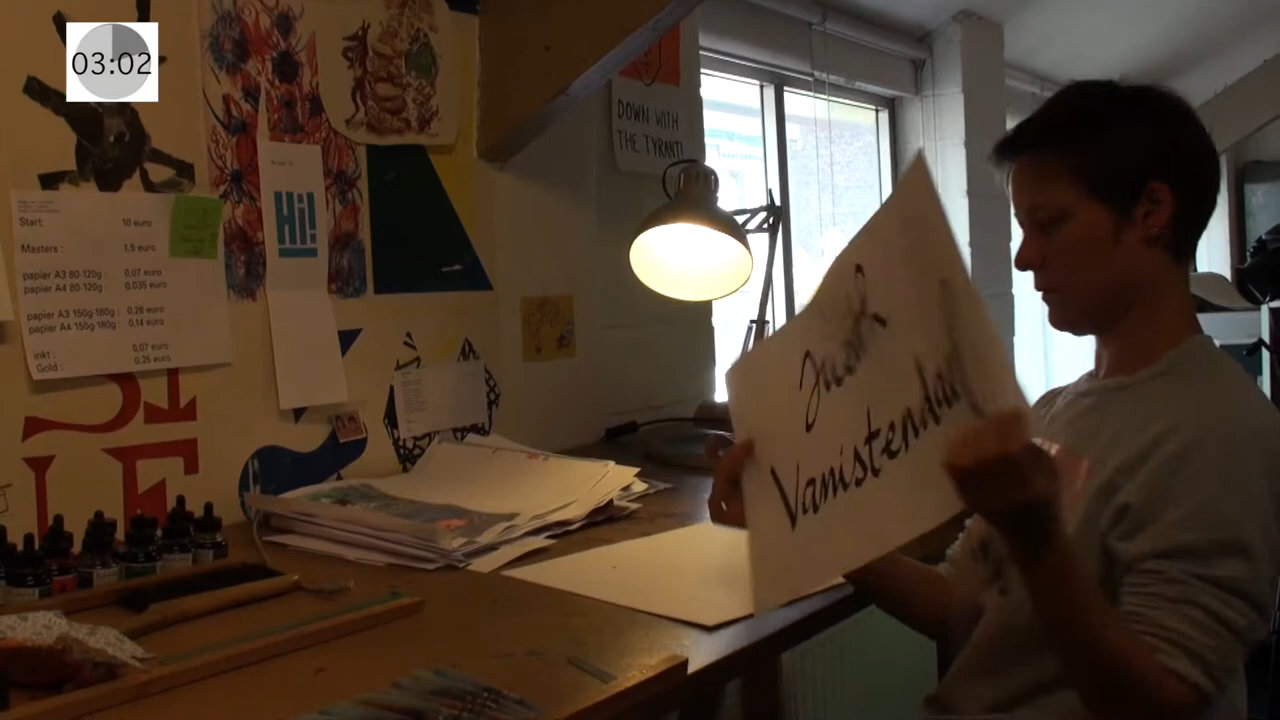 03:02
DOWN WITH
THE TYRANT!
Start: 10 euro
Masters : 1,5 euro
papier A3 80-120g : 0,07 euro
papier A4 80-120g : 0,035 euro
papier A3 150g-180g : 0,28 euro
papier A4 150g-180g : 0,14 euro
inkt : 0,07 euro
Gold : 0,25 euro
Hi!
Judith
Vanistendael